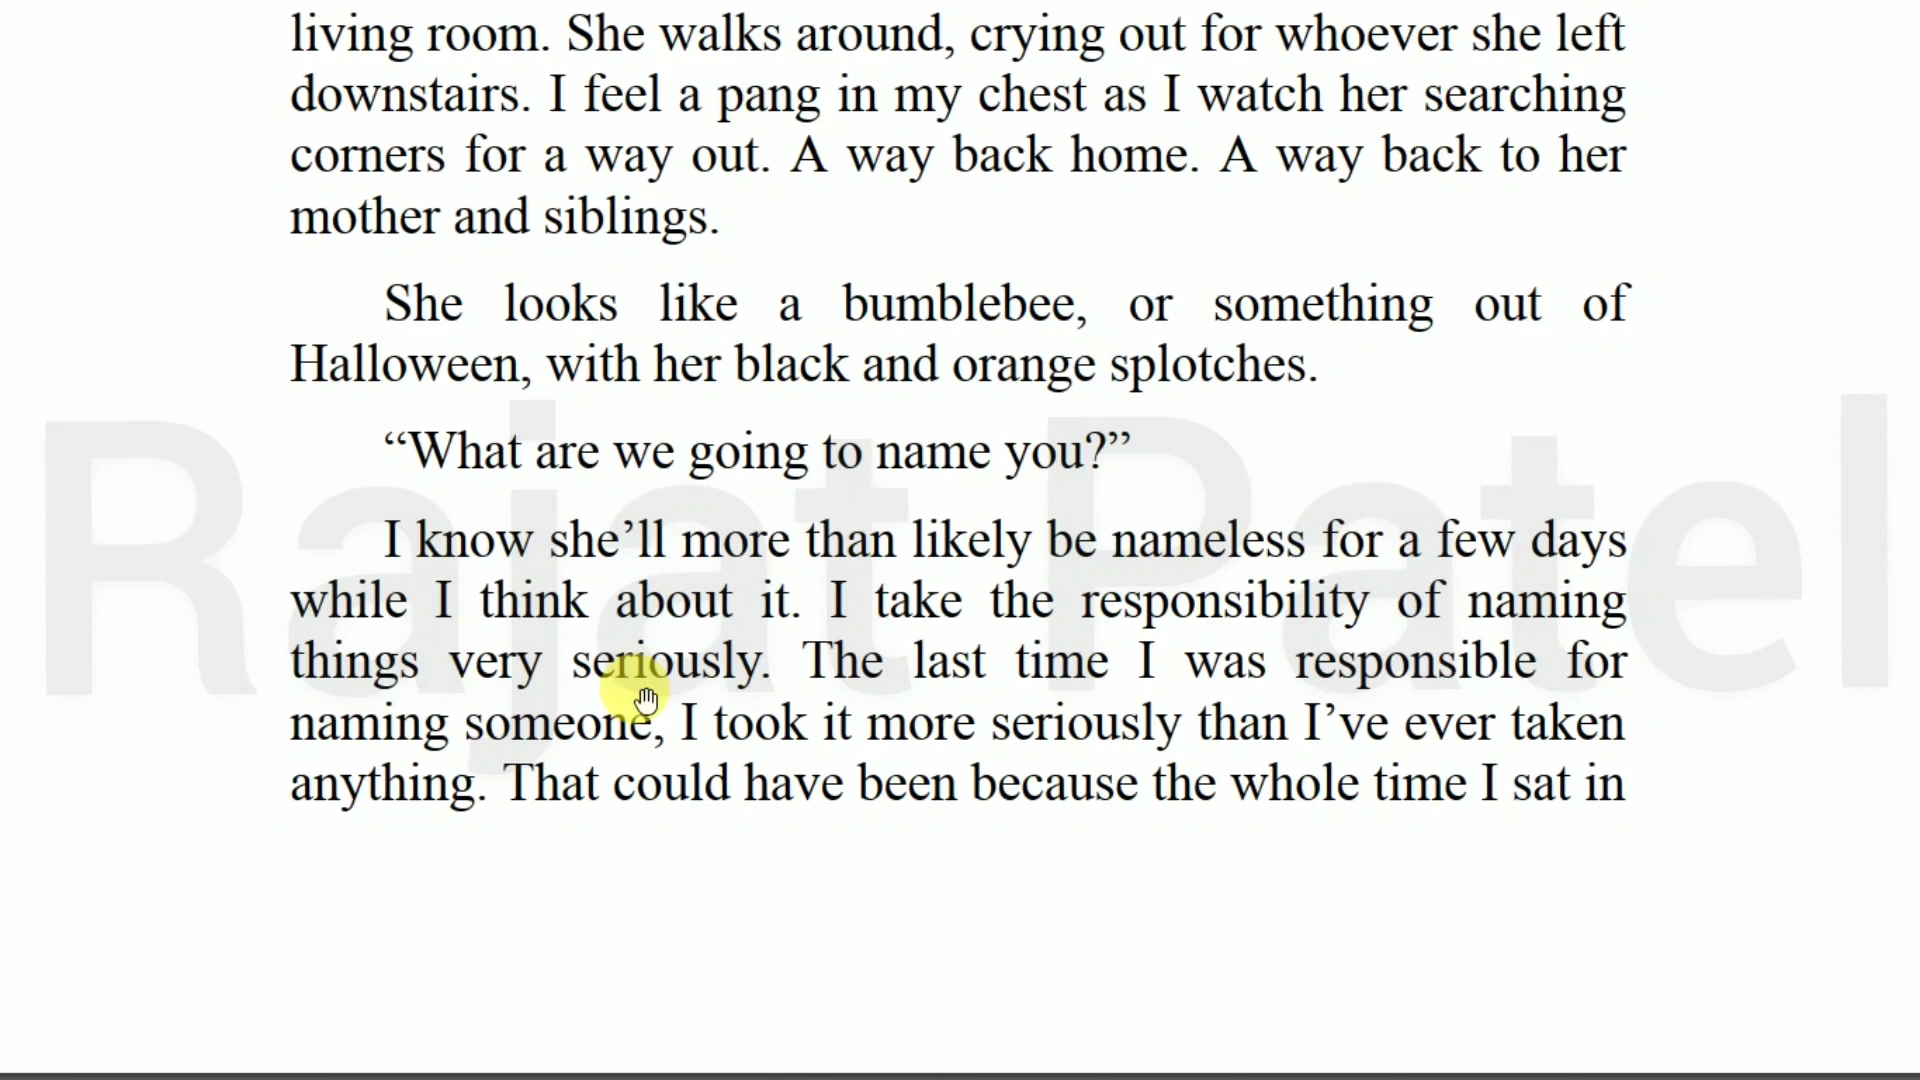 living room. She walks around, crying out for whoever she left
downstairs. I feel a pang in my chest as I watch her searching
corners for a way out. A way back home. A way back to her
mother and siblings.
She looks like a bumblebee, or something out of
Halloween, with her black and orange splotches.
“What are we going to name you?”
I know she’ll more than likely be nameless for a few days
while I think about it. I take the responsibility of naming
things very seriously. The last time I was responsible for
naming someone, I took it more seriously than I’ve ever taken
anything. That could have been because the whole time I sat in
Rajat Patel